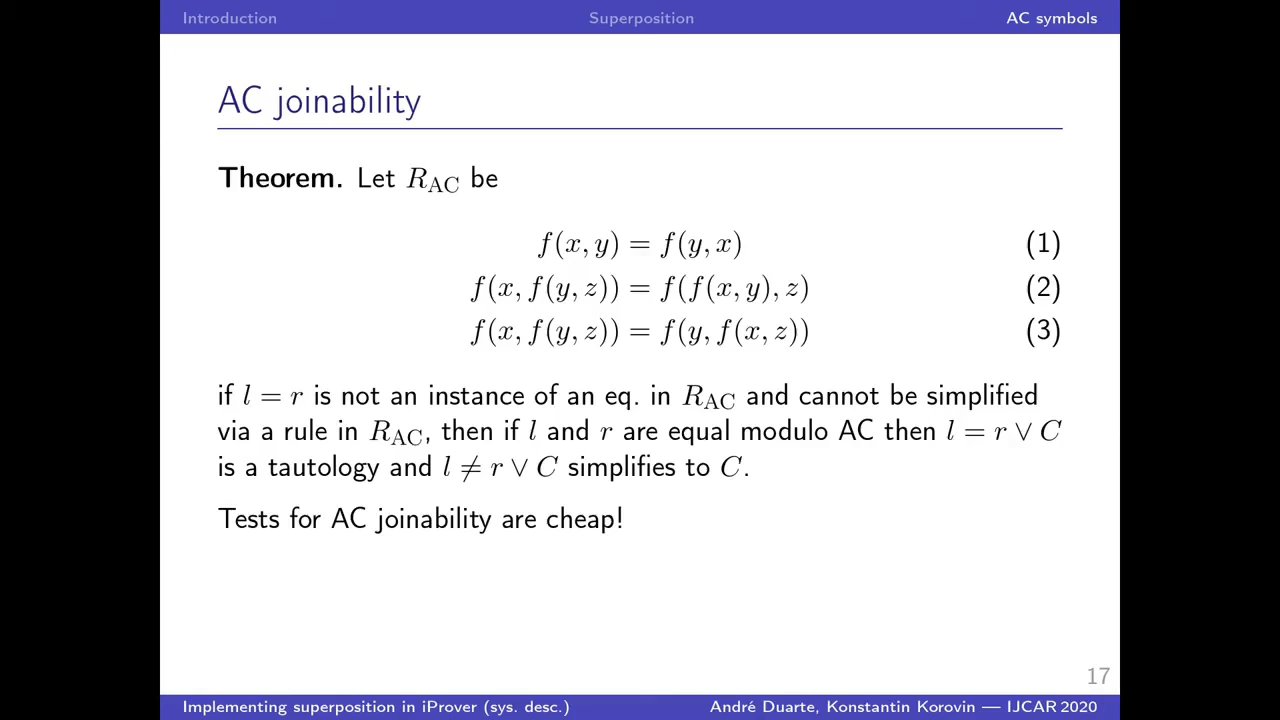 Introduction Superposition AC symbols
AC joinability
Theorem. Let R_AC be
f(x, y) = f(y, x) (1)
f(x, f(y, z)) = f(f(x, y), z) (2)
f(x, f(y, z)) = f(y, f(x, z)) (3)
if l = r is not an instance of an eq. in R_AC and cannot be simplified
via a rule in R_AC, then if l and r are equal modulo AC then l = r ∨ C
is a tautology and l ≠ r ∨ C simplifies to C.
Tests for AC joinability are cheap!
17
Implementing superposition in iProver (sys. desc.) André Duarte, Konstantin Korovin — IJCAR 2020